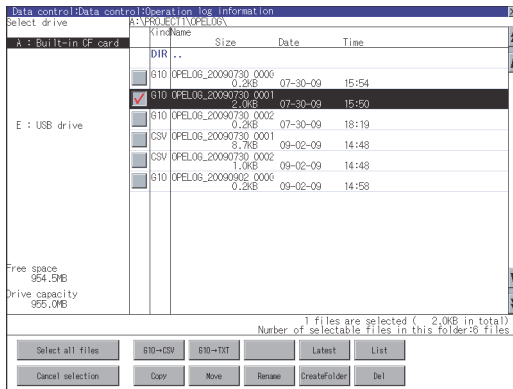 Data control:Data control:Operation log information
Select drive
A:\PROJECT1\OPELOG\
Kind Name
Size Date Time
A : Built-in CF card
DIR ..
G10 OPELOG_20090730_0000
0.2KB 07-30-09 15:54
G10 OPELOG_20090730_0001
2.0KB 07-30-09 15:50
G10 OPELOG_20090730_0002
0.2KB 07-30-09 18:19
E : USB drive
CSV OPELOG_20090730_0001
8.7KB 09-02-09 14:48
CSV OPELOG_20090730_0002
1.0KB 09-02-09 14:48
G10 OPELOG_20090902_0000
0.2KB 09-02-09 14:58
Free space
954.5MB
Drive capacity
955.0MB
1 files are selected ( 2.0KB in total)
Number of selectable files in this folder:6 files
Select all files G10→CSV G10→TXT Latest List
Cancel selection Copy Move Rename CreateFolder Del